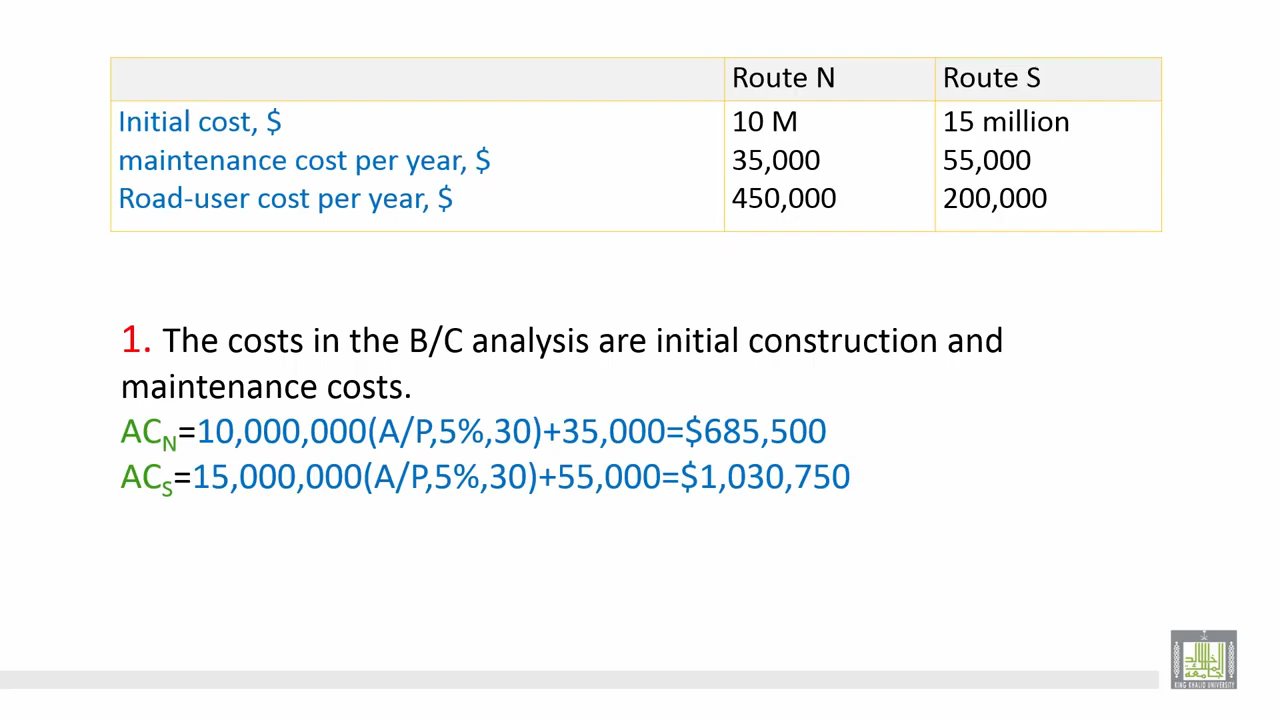 Route N Route S
Initial cost, $ 10 M 15 million
maintenance cost per year, $ 35,000 55,000
Road-user cost per year, $ 450,000 200,000
1. The costs in the B/C analysis are initial construction and
maintenance costs.
ACN=10,000,000(A/P,5%,30)+35,000=$685,500
ACS=15,000,000(A/P,5%,30)+55,000=$1,030,750
KING KHALID UNIVERSITY